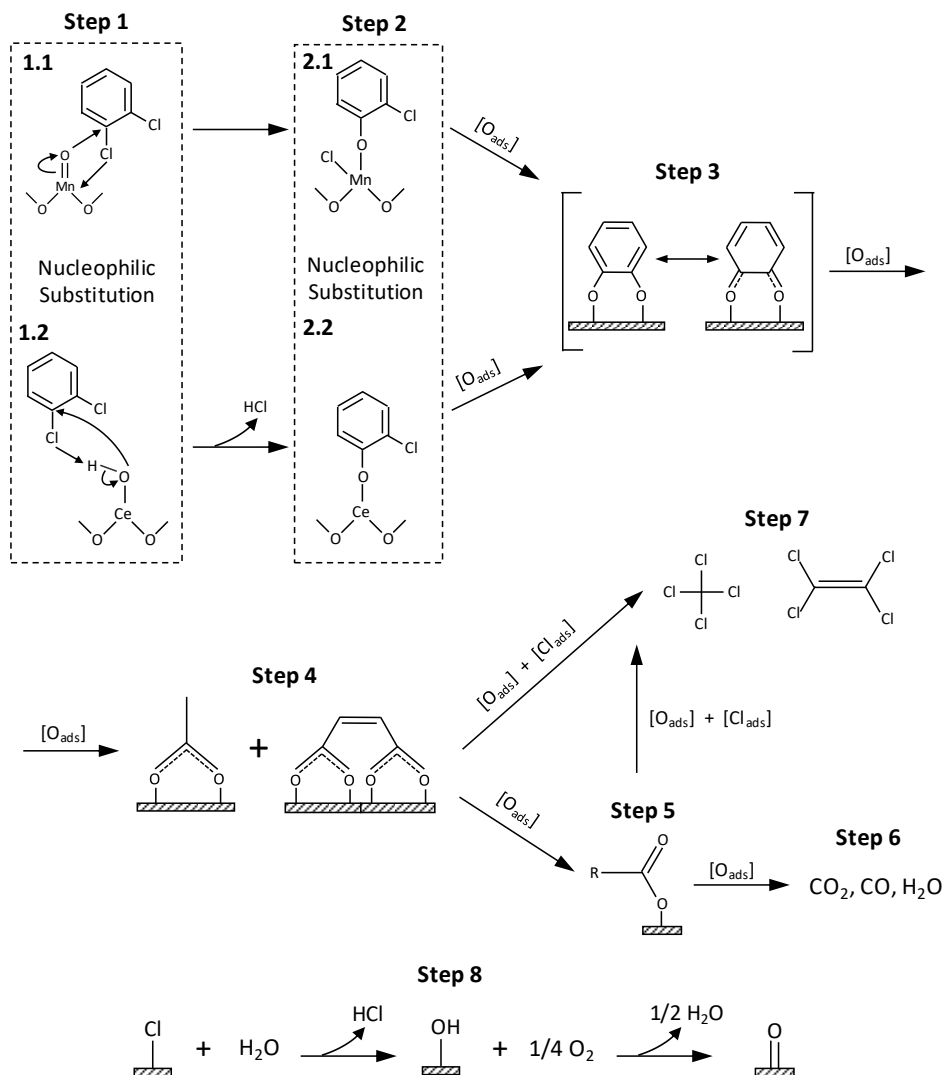 Step 1
Step 2
1.1
2.1
Cl
Cl
O
Cl
O
Cl
[Oads]
Mn
Mn
O
O
O
O
Step 3
Nucleophilic
Substitution
Nucleophilic
Substitution
O
O
O
O
[Oads]
1.2
2.2
[Oads]
HCl
Cl
Cl
Cl
H
O
O
Ce
Ce
O
O
O
O
Step 7
Cl
Cl
Cl
Cl
Cl
Cl
Cl
Cl
[Oads] + [Clads]
Step 4
[Oads]
+
[Oads] + [Clads]
O
O
O
O
O
O
[Oads]
Step 5
Step 6
O
R
[Oads]
CO₂, CO, H₂O
O
Step 8
Cl
+
H₂O
HCl
OH
+
1/4 O₂
1/2 H₂O
O